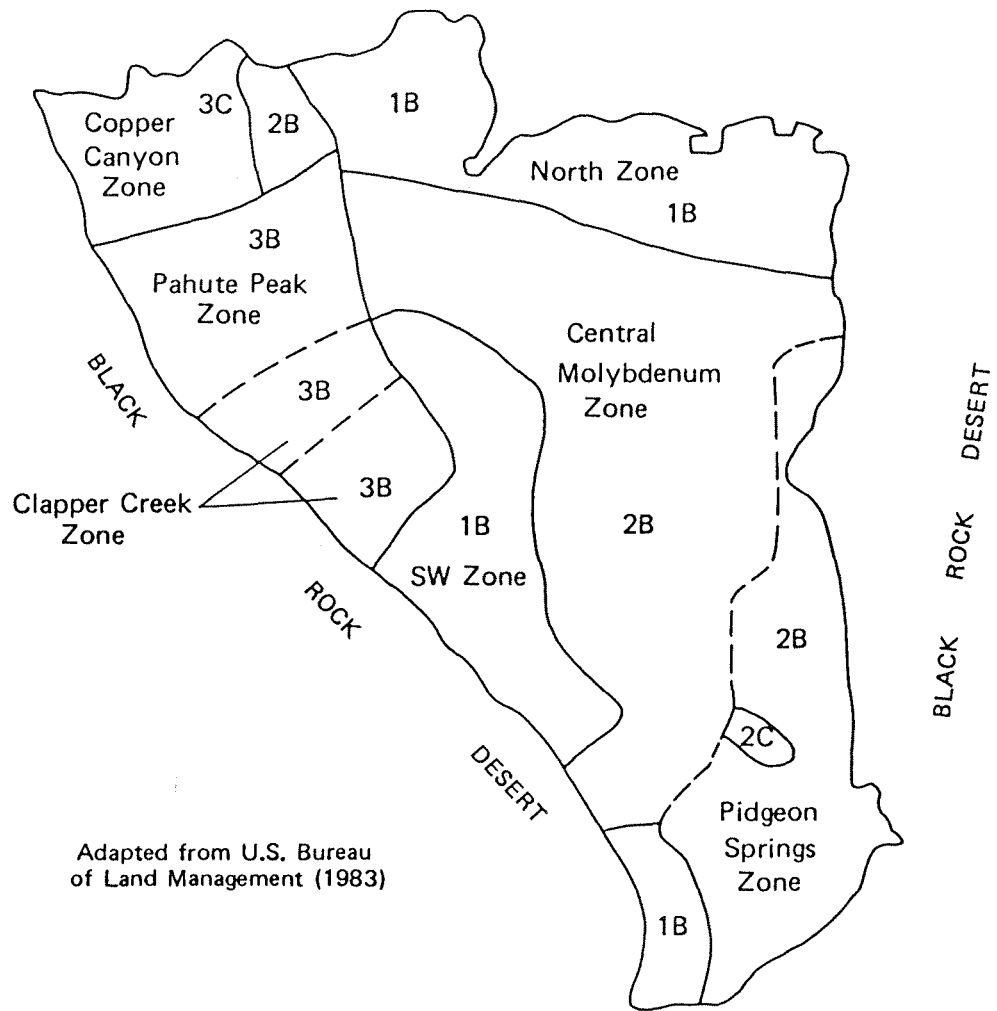 3C
Copper
Canyon
Zone
2B
1B
North Zone
1B
3B
Pahute Peak
Zone
Central
Molybdenum
Zone
BLACK
3B
3B
Clapper Creek
Zone
1B
SW Zone
2B
ROCK
DESERT
BLACK ROCK DESERT
2B
2C
Pidgeon
Springs
Zone
1B
Adapted from U.S. Bureau
of Land Management (1983)